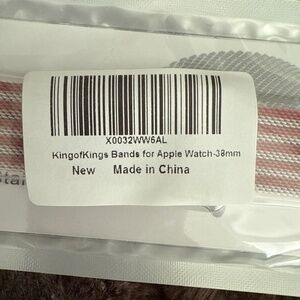 X0032WW6AL
KingofKings Bands for Apple Watch-38mm
New Made in China